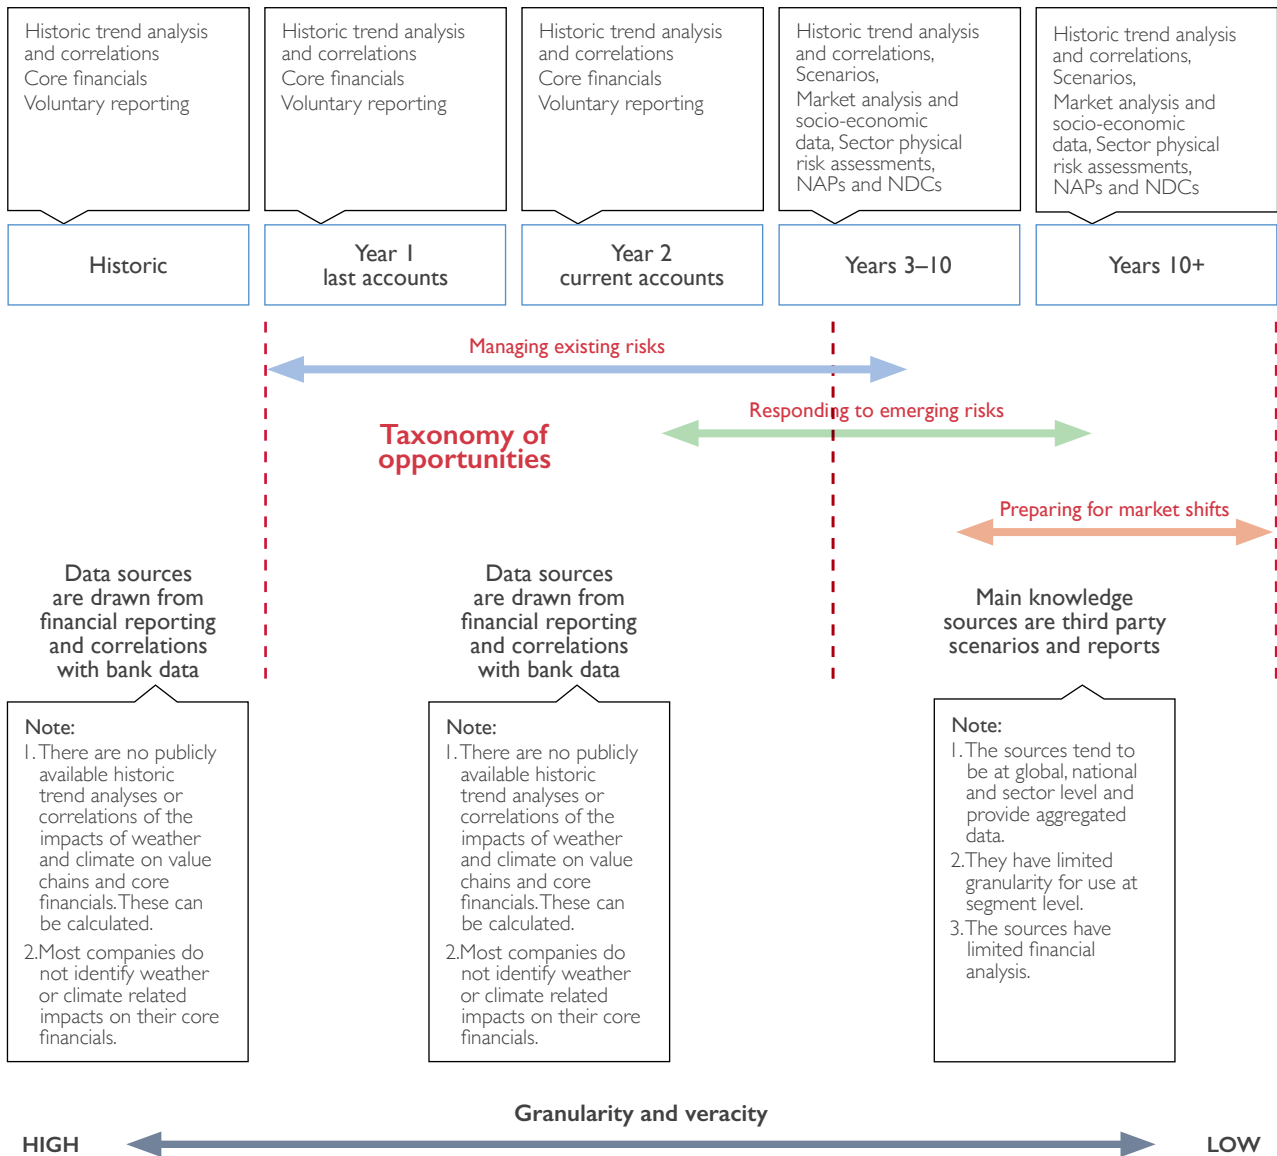 Historic trend analysis
and correlations
Core financials
Voluntary reporting
Historic trend analysis
and correlations
Core financials
Voluntary reporting
Historic trend analysis
and correlations
Core financials
Voluntary reporting
Historic trend analysis
and correlations,
Scenarios,
Market analysis and
socio-economic
data, Sector physical
risk assessments,
NAPs and NDCs
Historic trend analysis
and correlations,
Scenarios,
Market analysis and
socio-economic
data, Sector physical
risk assessments,
NAPs and NDCs
Historic
Year 1
last accounts
Year 2
current accounts
Years 3–10
Years 10+
Managing existing risks
Responding to emerging risks
Taxonomy of
opportunities
Preparing for market shifts
Data sources
are drawn from
financial reporting
and correlations
with bank data
Data sources
are drawn from
financial reporting
and correlations
with bank data
Main knowledge
sources are third party
scenarios and reports
Note:
1. There are no publicly
available historic
trend analyses or
correlations of the
impacts of weather
and climate on value
chains and core
financials. These can
be calculated.
2. Most companies do
not identify weather
or climate related
impacts on their core
financials.
Note:
1. There are no publicly
available historic
trend analyses or
correlations of the
impacts of weather
and climate on value
chains and core
financials. These can
be calculated.
2. Most companies do
not identify weather
or climate related
impacts on their core
financials.
Note:
1. The sources tend to
be at global, national
and sector level and
provide aggregated
data.
2. They have limited
granularity for use at
segment level.
3. The sources have
limited financial
analysis.
Granularity and veracity
HIGH
LOW